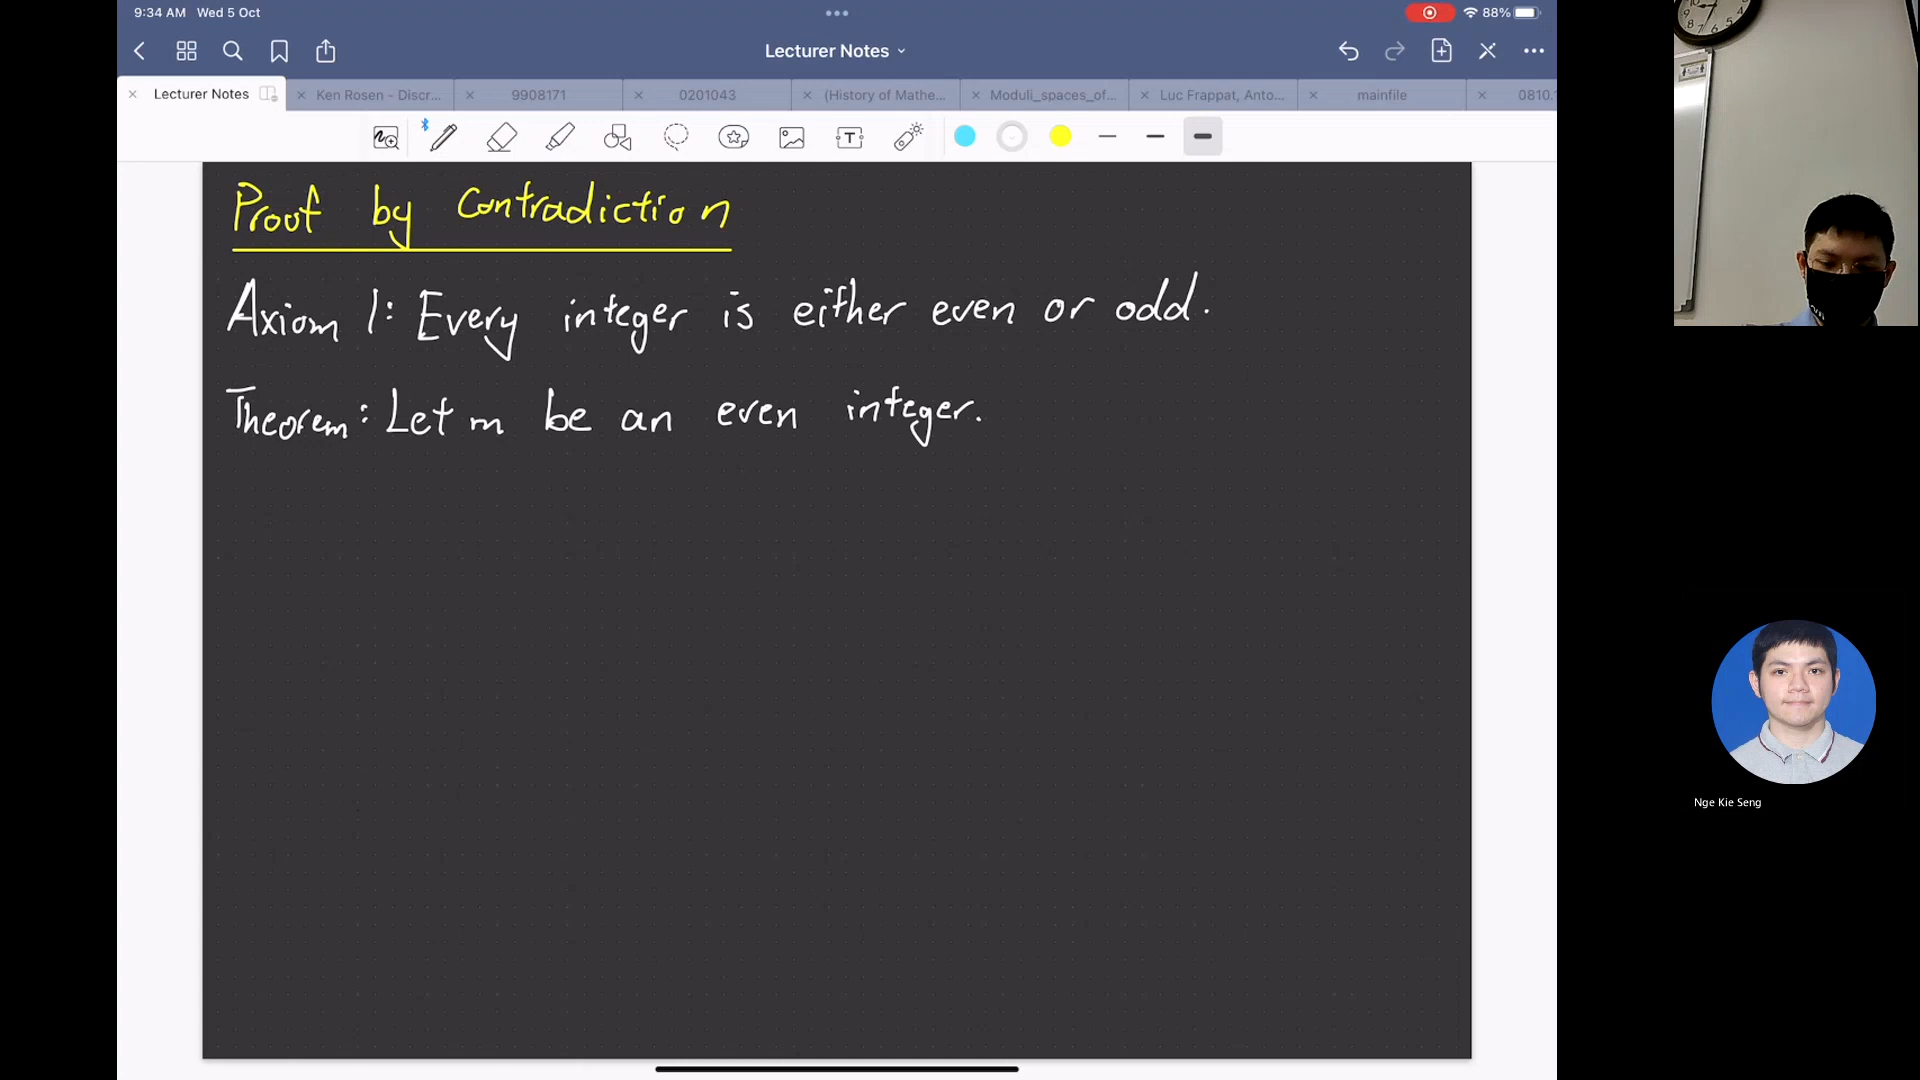 9:34 AM Wed 5 Oct
88%
Lecturer Notes
Lecturer Notes
Ken Rosen - Discr...
9908171
0201043
(History of Mathe...
Moduli_spaces_of...
Luc Frappat, Anto...
mainfile
0810.
Proof by Contradiction
Axiom 1: Every integer is either even or odd.
Theorem: Let m be an even integer.
Nge Kie Seng